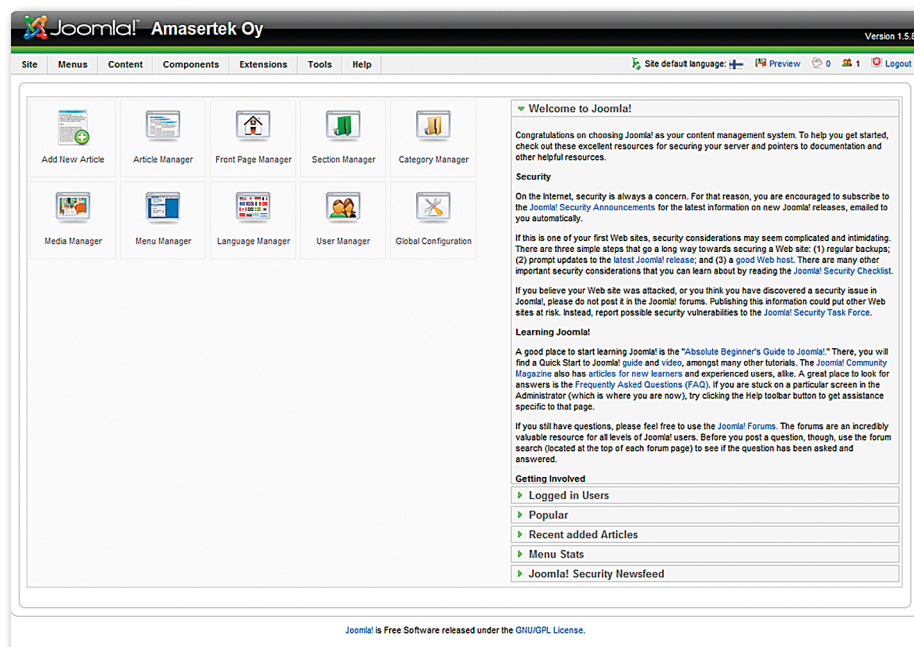 Joomla!™ Amasertek Oy
Version 1.5.8
Site Menus Content Components Extensions Tools Help
Site default language: Preview 0 1 Logout
Add New Article
Article Manager
Front Page Manager
Section Manager
Category Manager
Media Manager
Menu Manager
Language Manager
User Manager
Global Configuration
Welcome to Joomla!
Congratulations on choosing Joomla! as your content management system. To help you get started,
check out these excellent resources for securing your server and pointers to documentation and
other helpful resources.
Security
On the Internet, security is always a concern. For that reason, you are encouraged to subscribe to
the Joomla! Security Announcements for the latest information on new Joomla! releases, emailed to
you automatically.
If this is one of your first Web sites, security considerations may seem complicated and intimidating.
There are three simple steps that go a long way towards securing a Web site: (1) regular backups;
(2) prompt updates to the latest Joomla! release; and (3) a good Web host. There are many other
important security considerations that you can learn about by reading the Joomla! Security Checklist.
If you believe your Web site was attacked, or you think you have discovered a security issue in
Joomla!, please do not post it in the Joomla! forums. Publishing this information could put other Web
sites at risk. Instead, report possible security vulnerabilities to the Joomla! Security Task Force.
Learning Joomla!
A good place to start learning Joomla! is the "Absolute Beginner's Guide to Joomla!." There, you will
find a Quick Start to Joomla! guide and video, amongst many other tutorials. The Joomla! Community
Magazine also has articles for new learners and experienced users, alike. A great place to look for
answers is the Frequently Asked Questions (FAQ). If you are stuck on a particular screen in the
Administrator (which is where you are now), try clicking the Help toolbar button to get assistance
specific to that page.
If you still have questions, please feel free to use the Joomla! Forums. The forums are an incredibly
valuable resource for all levels of Joomla! users. Before you post a question, though, use the forum
search (located at the top of each forum page) to see if the question has been asked and
answered.
Getting Involved
Logged in Users
Popular
Recent added Articles
Menu Stats
Joomla! Security Newsfeed
Joomla! is Free Software released under the GNU/GPL License.